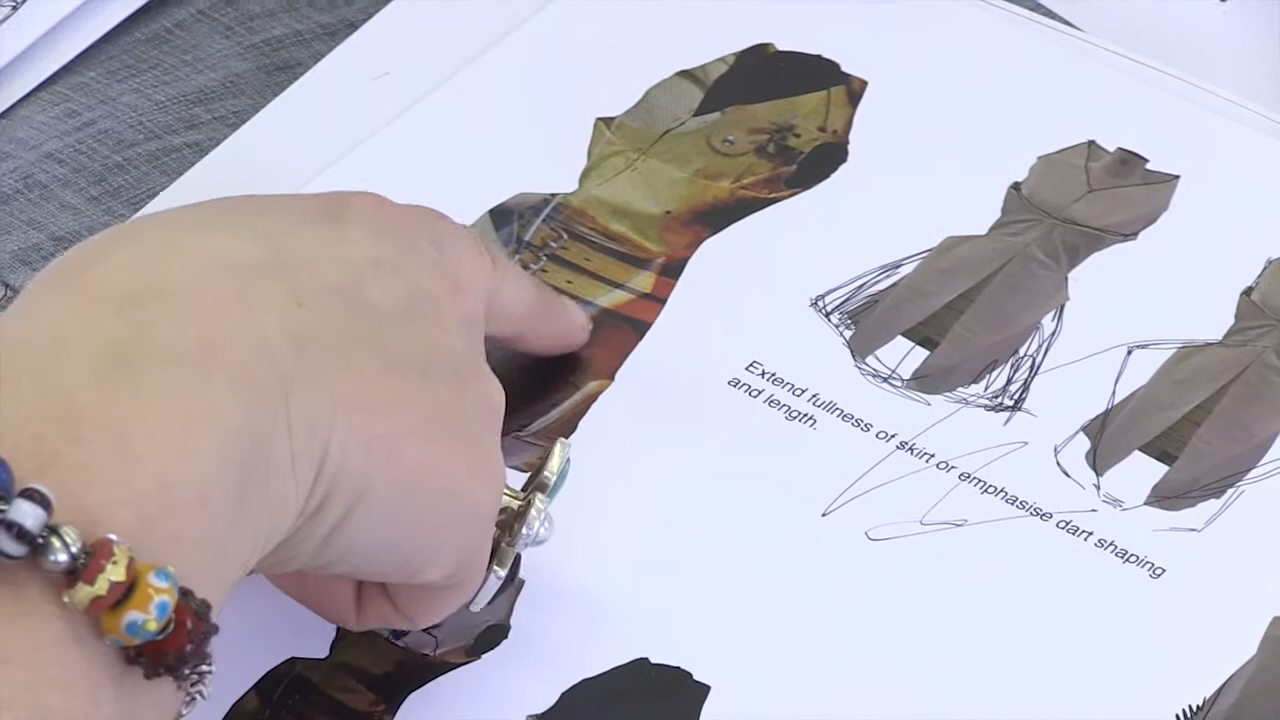 Extend fullness of skirt or emphasise dart shaping
and length.